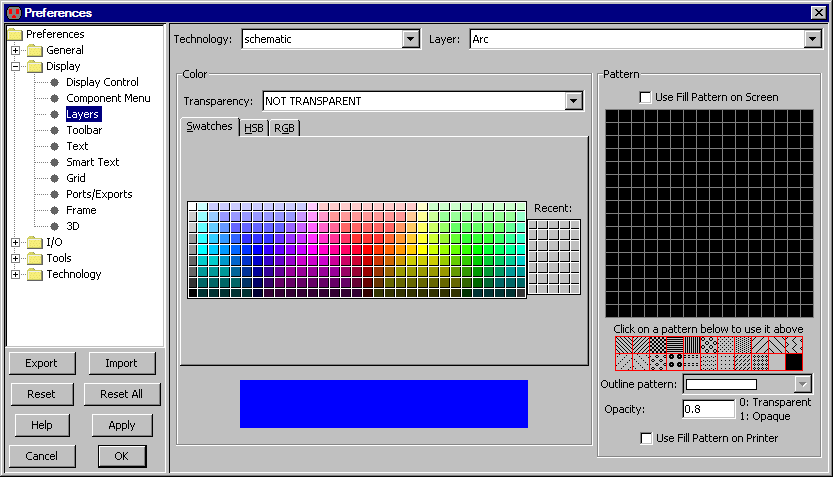 Preferences
Preferences
General
Display
Display Control
Component Menu
Layers
Toolbar
Text
Smart Text
Grid
Ports/Exports
Frame
3D
I/O
Tools
Technology
Export Import
Reset Reset All
Help Apply
Cancel OK
Technology: schematic Layer: Arc
Color
Transparency: NOT TRANSPARENT
Swatches HSB RGB
Recent:
Pattern
Use Fill Pattern on Screen
Click on a pattern below to use it above
Outline pattern:
Opacity: 0.8 0: Transparent
1: Opaque
Use Fill Pattern on Printer